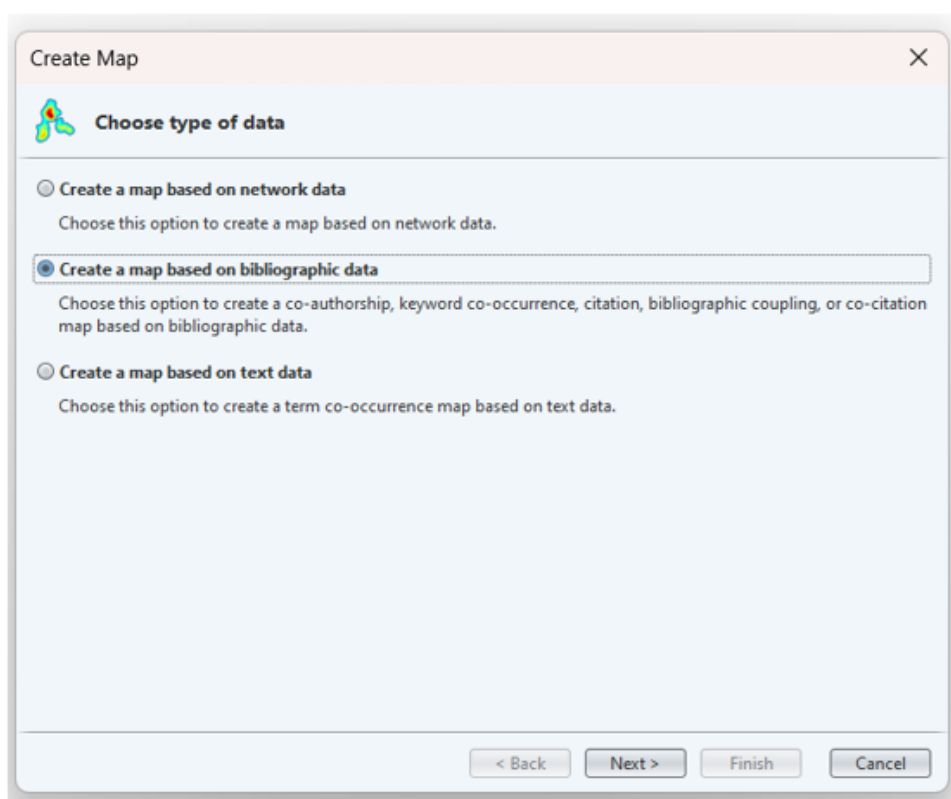 Create Map
Choose type of data
Create a map based on network data
Choose this option to create a map based on network data.
Create a map based on bibliographic data
Choose this option to create a co-authorship, keyword co-occurrence, citation, bibliographic coupling, or co-citation
map based on bibliographic data.
Create a map based on text data
Choose this option to create a term co-occurrence map based on text data.
< Back Next > Finish Cancel